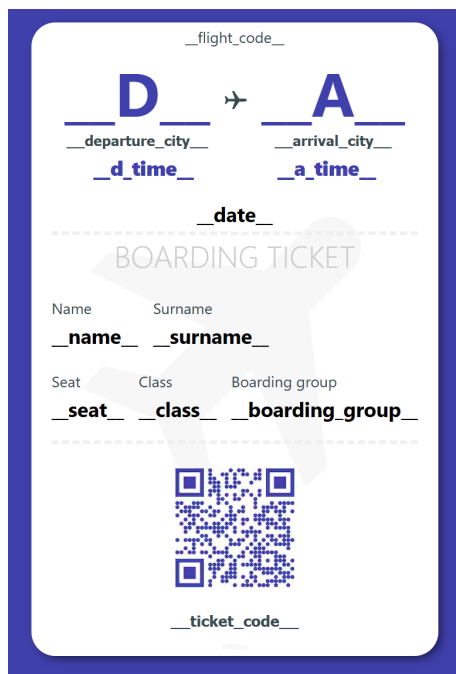 __flight_code__
__D__ __A__
__departure_city__ __arrival_city__
__d_time__ __a_time__
__date__
BOARDING TICKET
Name Surname
__name__ __surname__
Seat Class Boarding group
__seat__ __class__ __boarding_group__
__ticket_code__